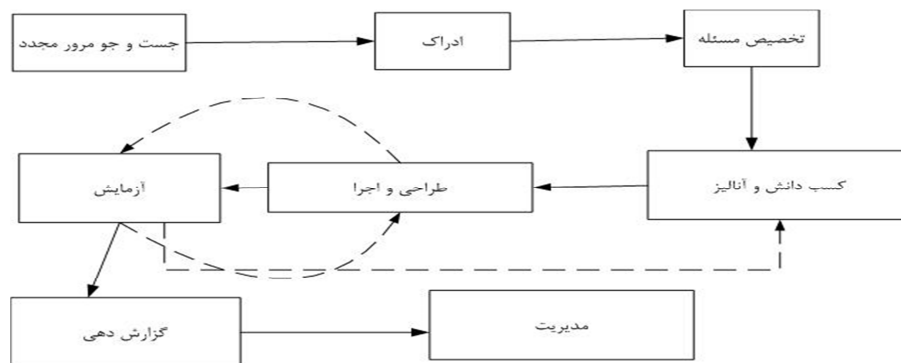 جست و جو مرور مجدد
ادراک
تخصیص مسئله
کسب دانش و آنالیز
طراحی و اجرا
آزمایش
گزارش دهی
مدیریت